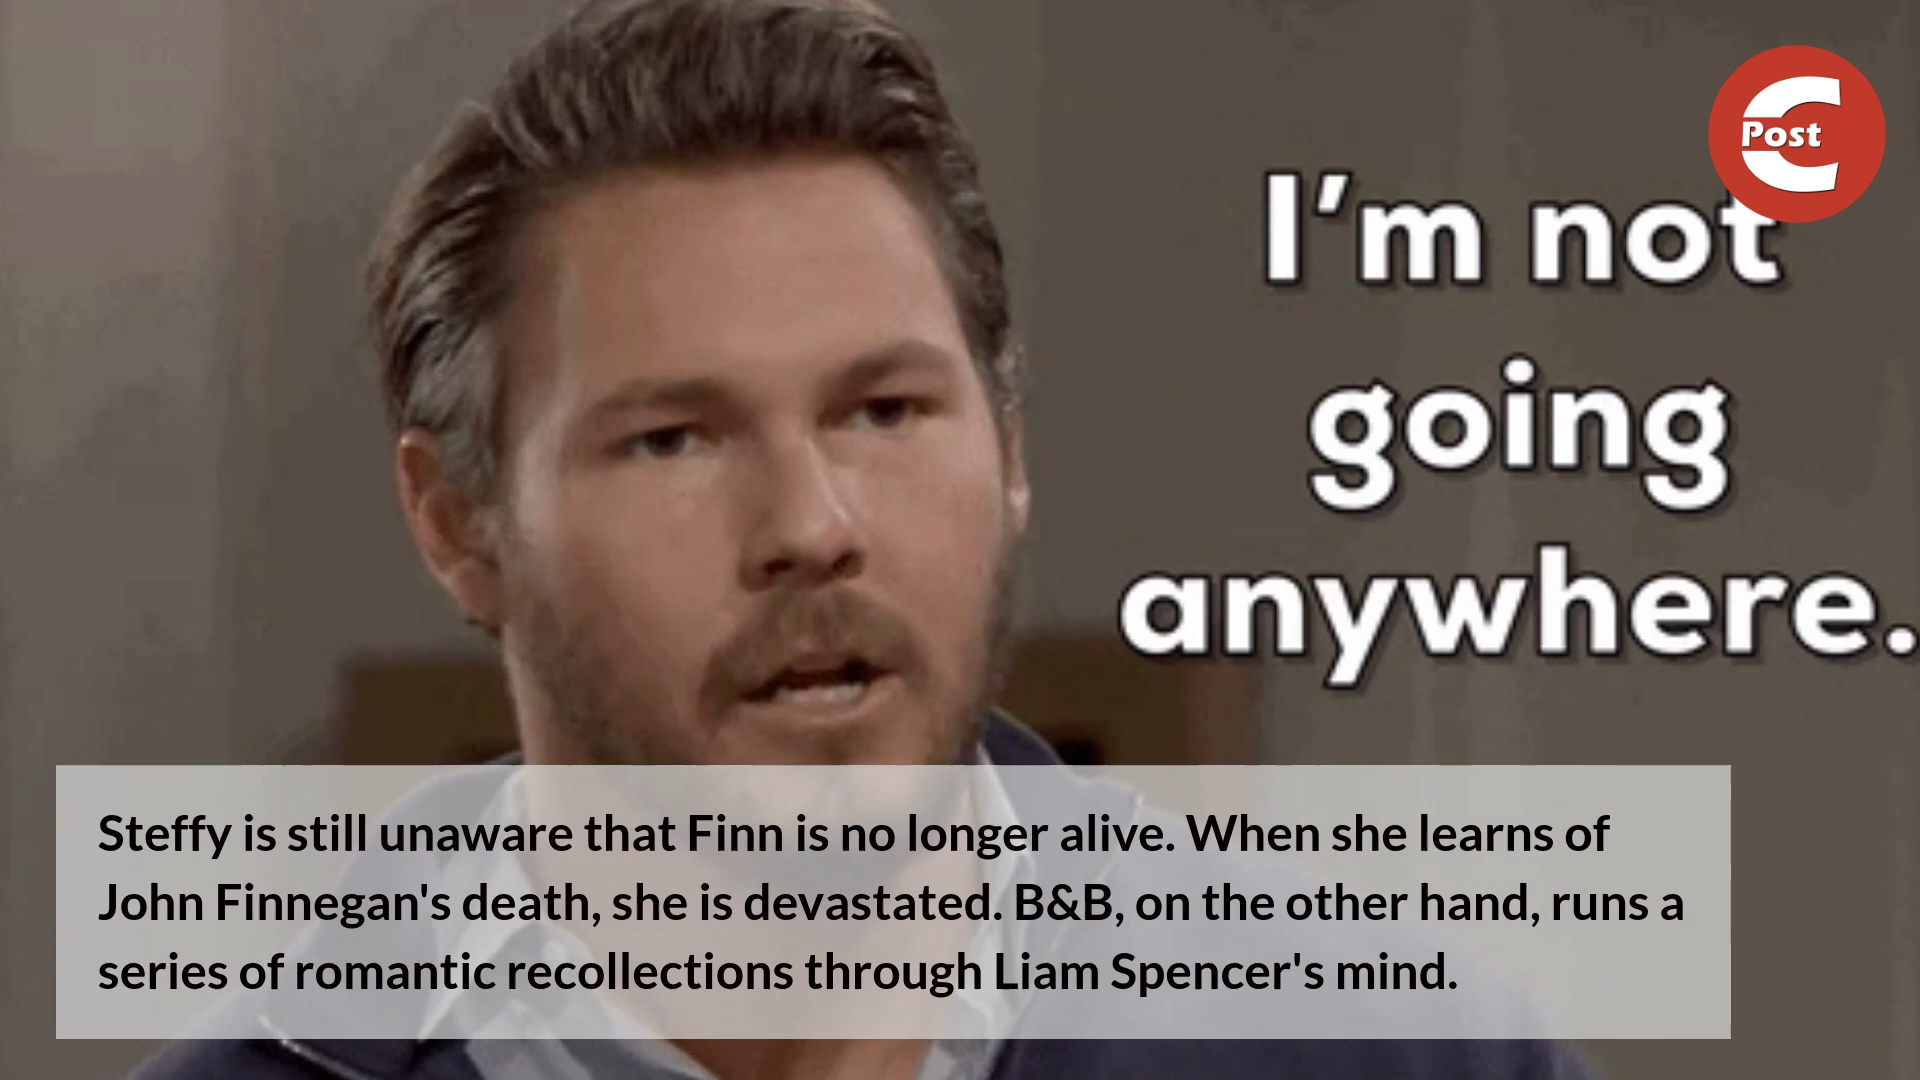 Post
I'm not
going
anywhere.
Steffy is still unaware that Finn is no longer alive. When she learns of
John Finnegan's death, she is devastated. B&B, on the other hand, runs a
series of romantic recollections through Liam Spencer's mind.